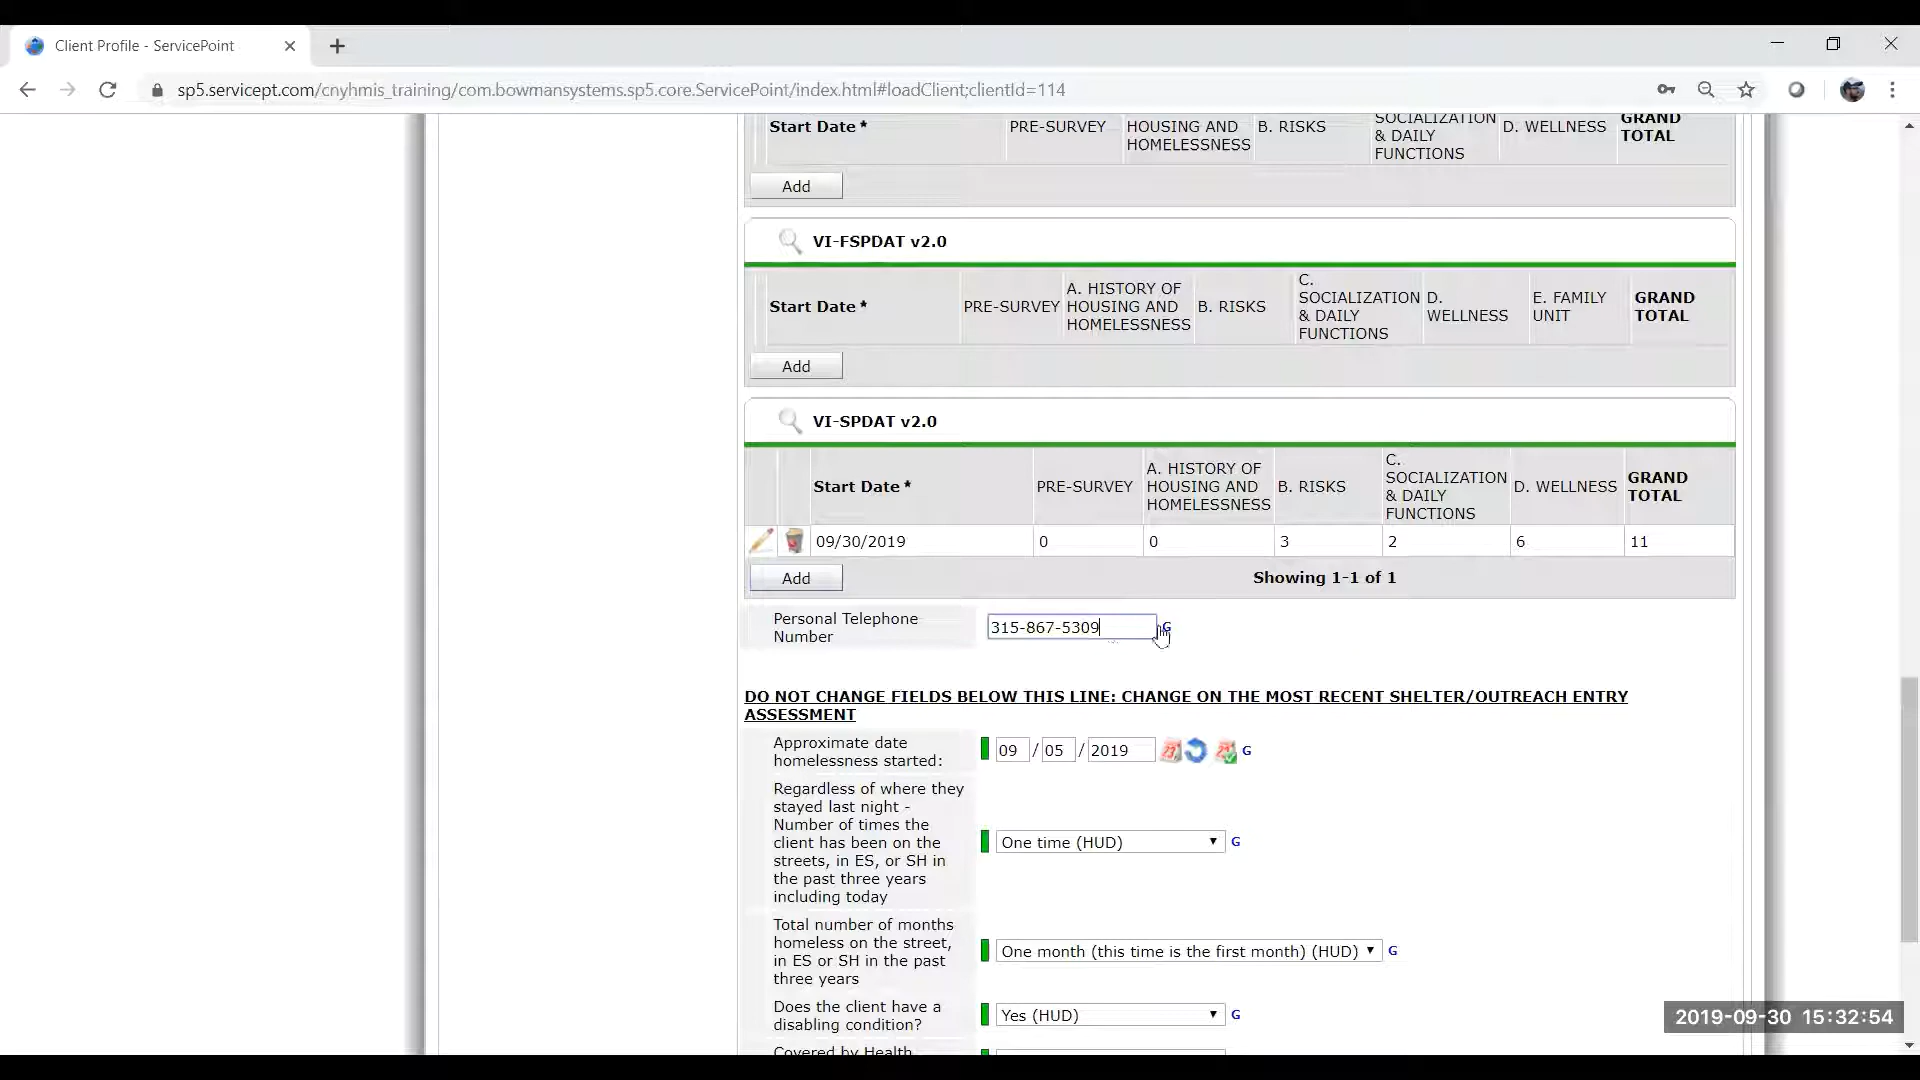 Client Profile - ServicePoint
sp5.servicept.com/cnyhmis_training/com.bowmansystems.sp5.core.ServicePoint/index.html#loadClient;clientId=114
Start Date *
PRE-SURVEY
HOUSING AND
HOMELESSNESS
B. RISKS
SOCIALIZATION
& DAILY
FUNCTIONS
D. WELLNESS
GRAND
TOTAL
Add
VI-FSPDAT v2.0
Start Date *
PRE-SURVEY
A. HISTORY OF
HOUSING AND
HOMELESSNESS
B. RISKS
C.
SOCIALIZATION
& DAILY
FUNCTIONS
D.
WELLNESS
E. FAMILY
UNIT
GRAND
TOTAL
Add
VI-SPDAT v2.0
Start Date *
PRE-SURVEY
A. HISTORY OF
HOUSING AND
HOMELESSNESS
B. RISKS
C.
SOCIALIZATION
& DAILY
FUNCTIONS
D. WELLNESS
GRAND
TOTAL
09/30/2019 0 0 3 2 6 11
Add
Showing 1-1 of 1
Personal Telephone
Number
315-867-5309 G
DO NOT CHANGE FIELDS BELOW THIS LINE: CHANGE ON THE MOST RECENT SHELTER/OUTREACH ENTRY
ASSESSMENT
Approximate date
homelessness started:
09 / 05 / 2019 G
Regardless of where they
stayed last night -
Number of times the
client has been on the
streets, in ES, or SH in
the past three years
including today
One time (HUD) G
Total number of months
homeless on the street,
in ES or SH in the past
three years
One month (this time is the first month) (HUD) G
Does the client have a
disabling condition?
Yes (HUD) G
Covered by Health
2019-09-30 15:32:54